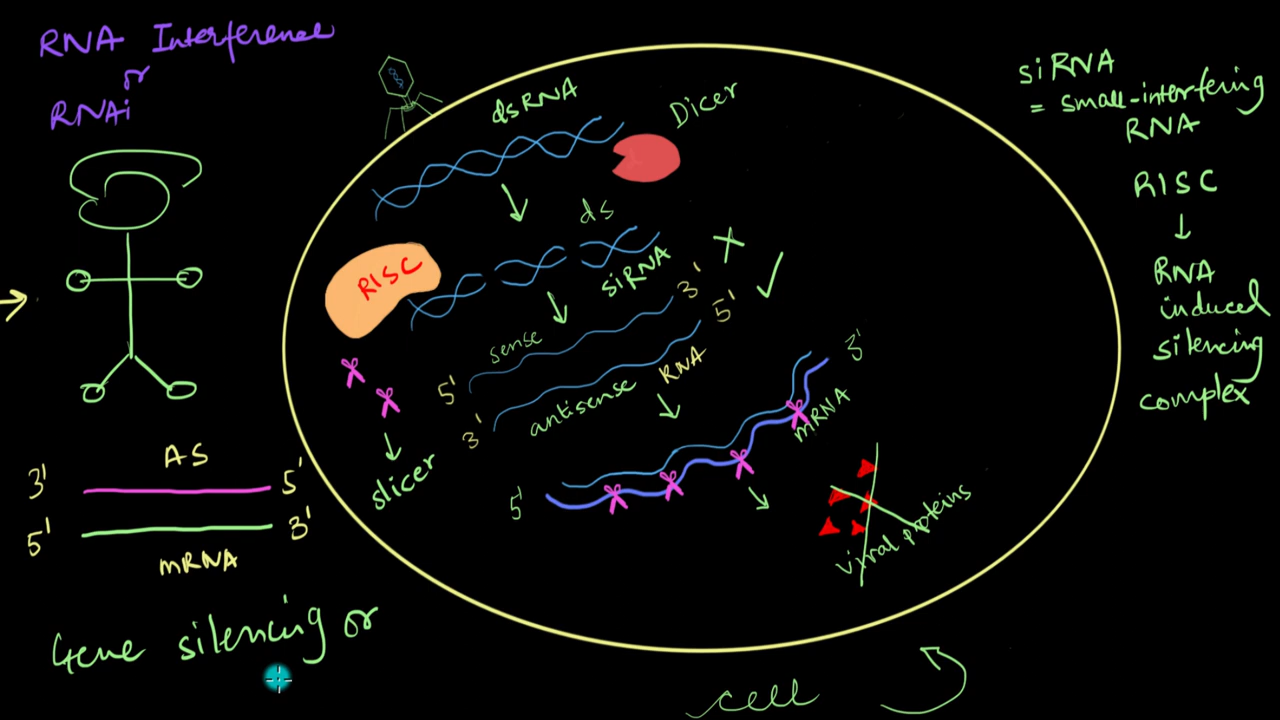 RNA Interference
or
RNAi
dsRNA
Dicer
ds
siRNA
RISC
sense
5'
3'
antisense RNA
3'
5'
slicer
mRNA
5'
3'
viral proteins
AS
3'
5'
5'
3'
mRNA
Gene silencing or
cell
siRNA
= small-interfering
RNA
RISC
RNA
induced
silencing
complex